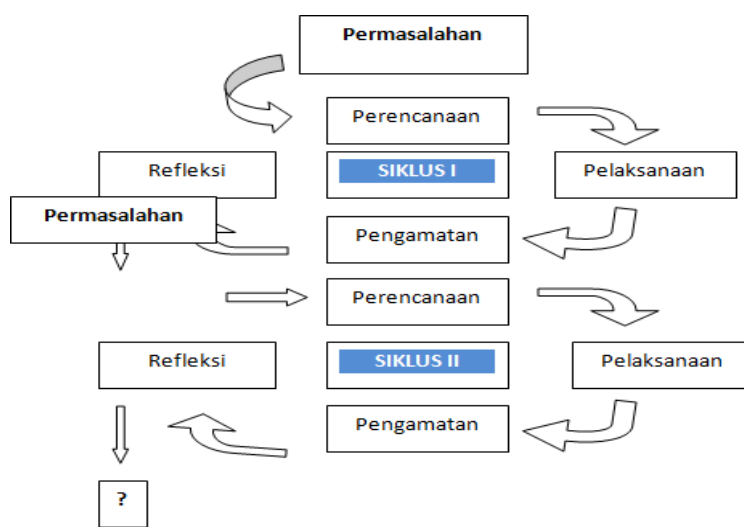 Permasalahan
Perencanaan
Refleksi
SIKLUS I
Pelaksanaan
Permasalahan
Pengamatan
Perencanaan
Refleksi
SIKLUS II
Pelaksanaan
Pengamatan
?